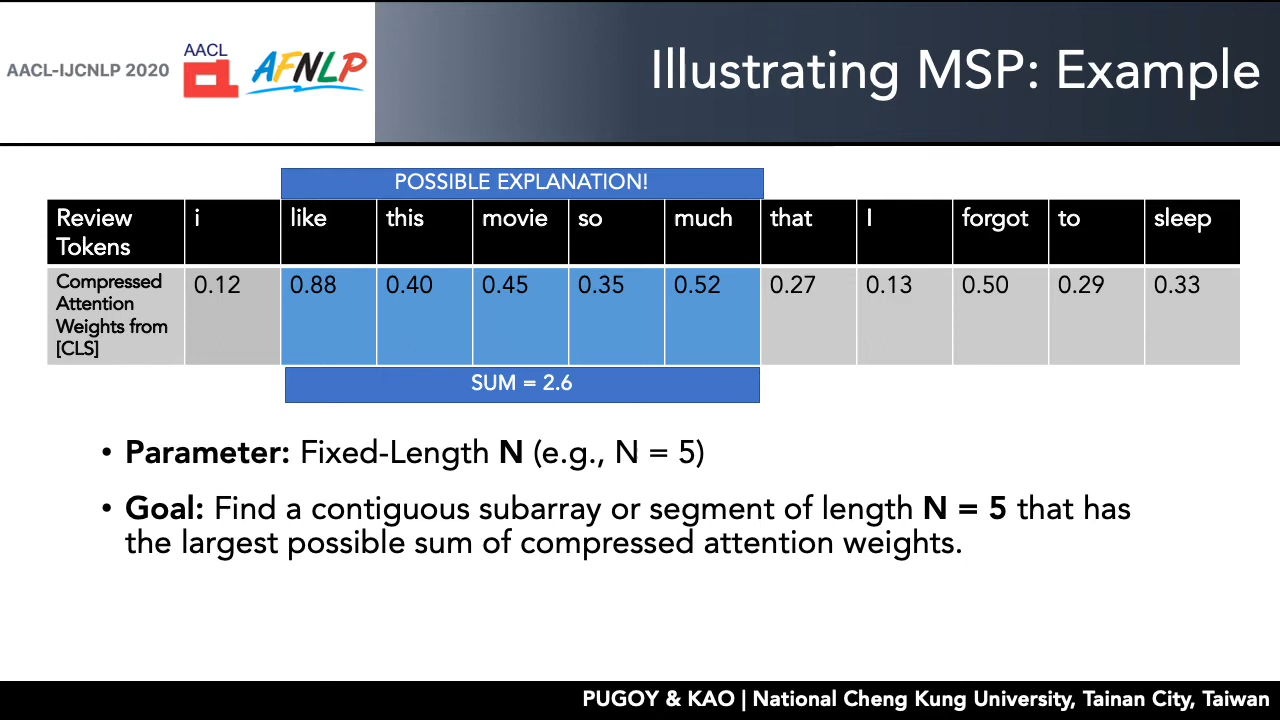 AACL-IJCNLP 2020
AACL
AFNLP
Illustrating MSP: Example
POSSIBLE EXPLANATION!
Review Tokens i like this movie so much that I forgot to sleep
Compressed Attention Weights from [CLS] 0.12 0.88 0.40 0.45 0.35 0.52 0.27 0.13 0.50 0.29 0.33
SUM = 2.6
• Parameter: Fixed-Length N (e.g., N = 5)
• Goal: Find a contiguous subarray or segment of length N = 5 that has
the largest possible sum of compressed attention weights.
PUGOY & KAO | National Cheng Kung University, Tainan City, Taiwan